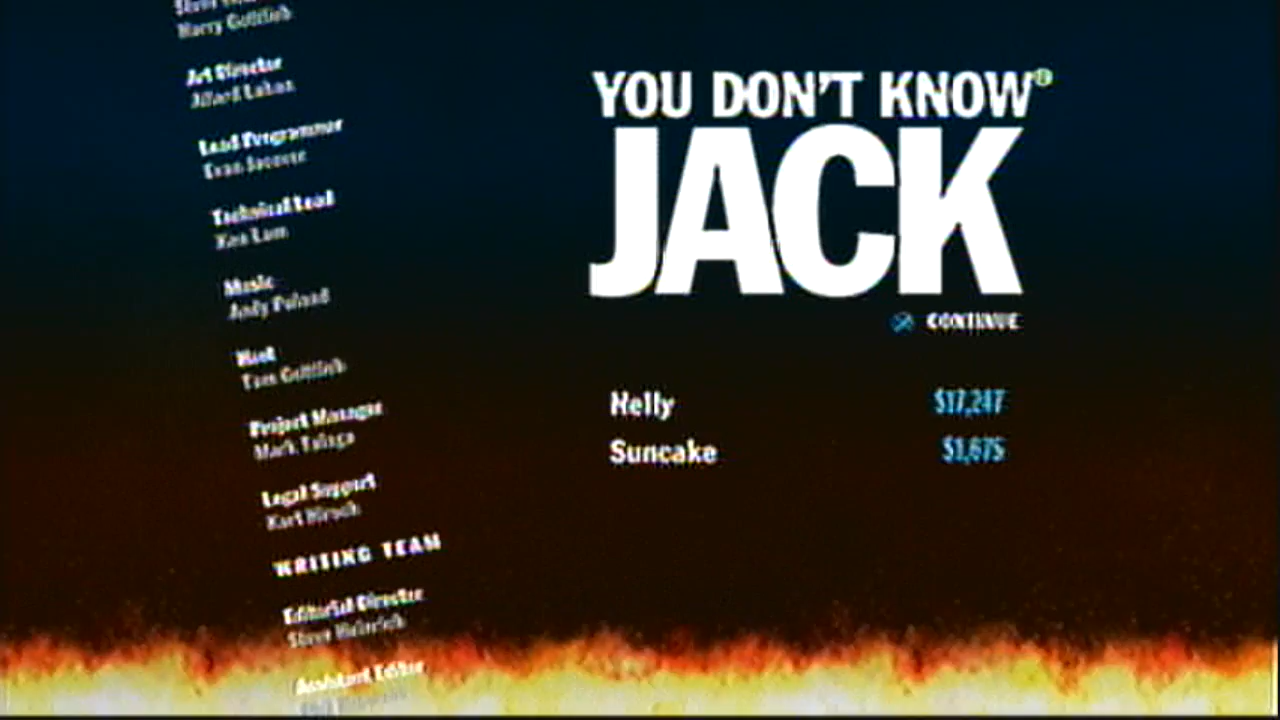 Harry Gottlieb
Art Director
Allard Laban
Lead Programmer
Evan Jacover
Technical Lead
Ken Lam
Music
Andy Poland
Host
Tom Gottlieb
Project Manager
Mark Talaga
Legal Support
Kurt Hirsch
WRITING TEAM
Editorial Director
Steve Heinrich
Assistant Editor
YOU DON'T KNOW®
JACK
CONTINUE
Nelly $17,247
Suncake $1,675